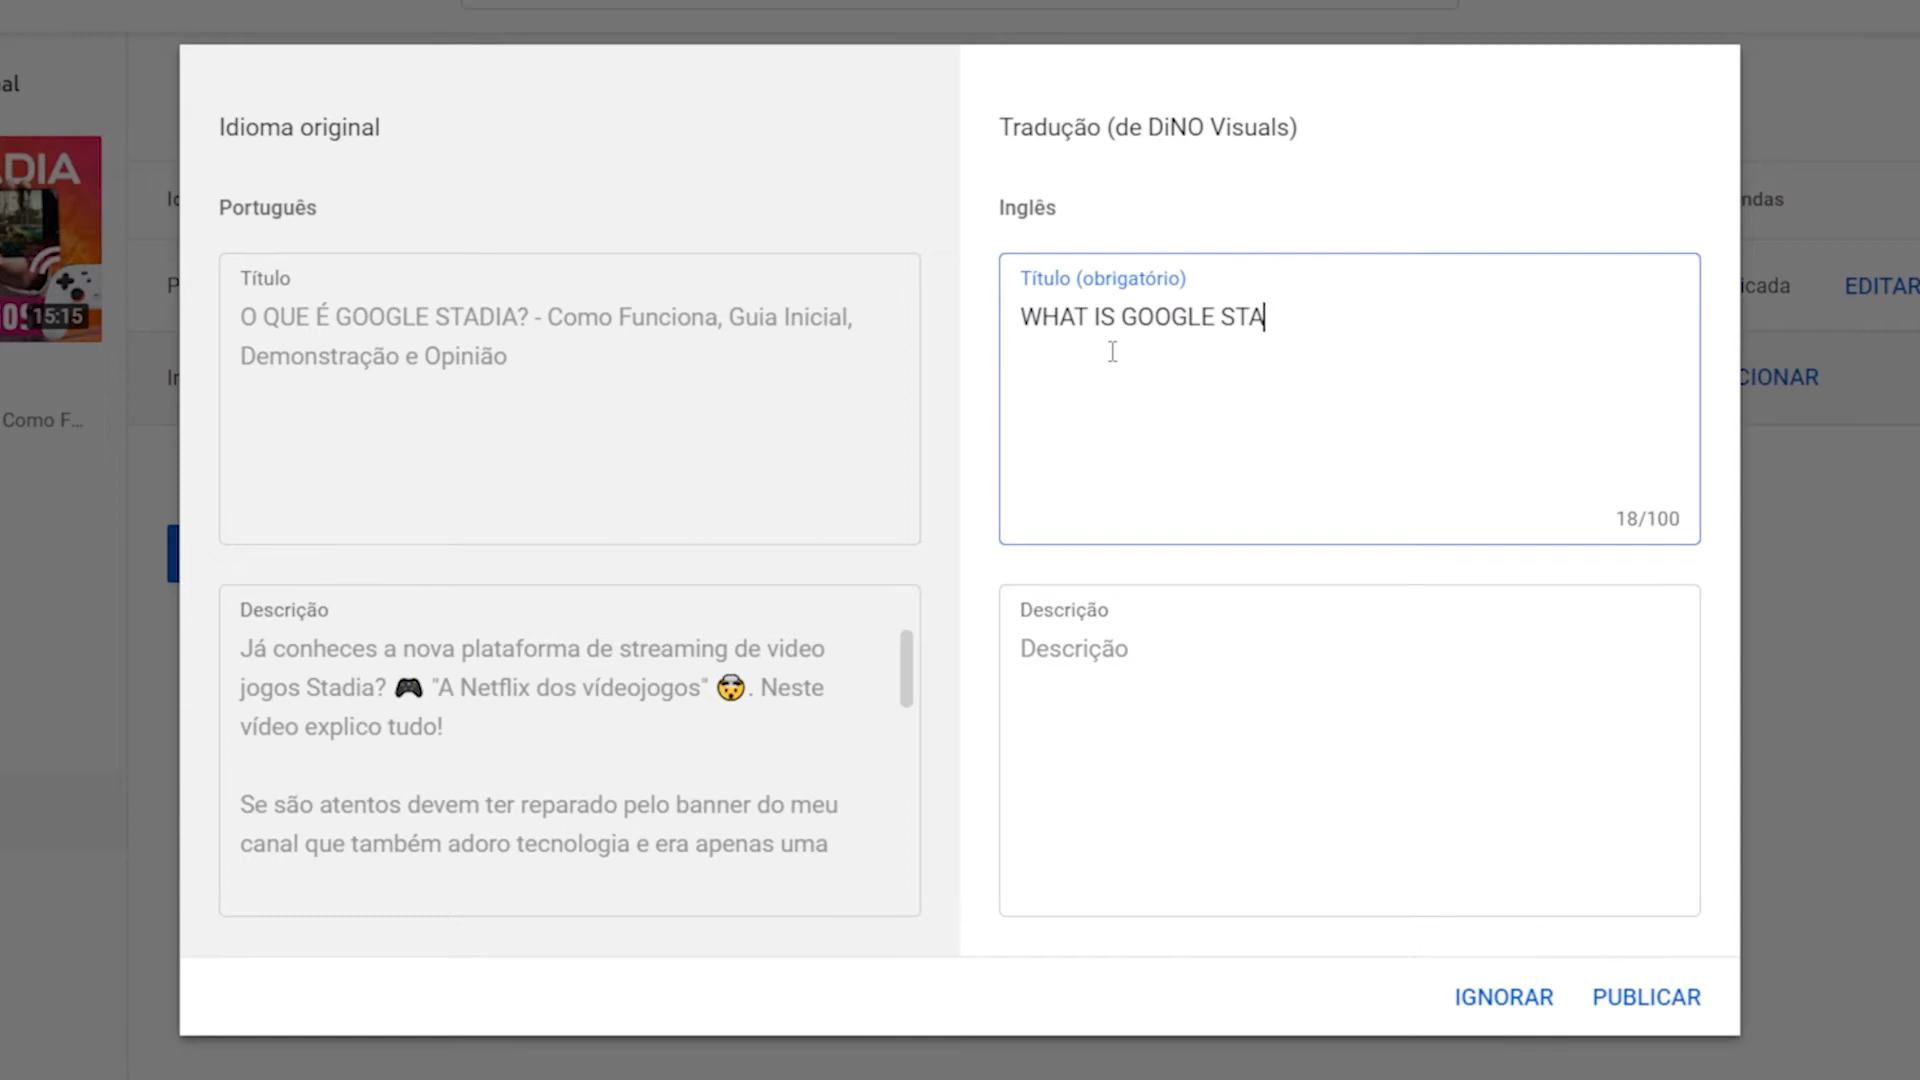 al
DIA
15:15
Como F...
Idioma original
Português
Título
O QUE É GOOGLE STADIA? - Como Funciona, Guia Inicial,
Demonstração e Opinião
Descrição
Já conheces a nova plataforma de streaming de video
jogos Stadia? 🎮 "A Netflix dos vídeojogos" 🤯. Neste
vídeo explico tudo!
Se são atentos devem ter reparado pelo banner do meu
canal que também adoro tecnologia e era apenas uma
Tradução (de DiNO Visuals)
Inglês
Título (obrigatório)
WHAT IS GOOGLE STA
18/100
Descrição
Descrição
IGNORAR PUBLICAR
ndas
icada EDITAR
CIONAR